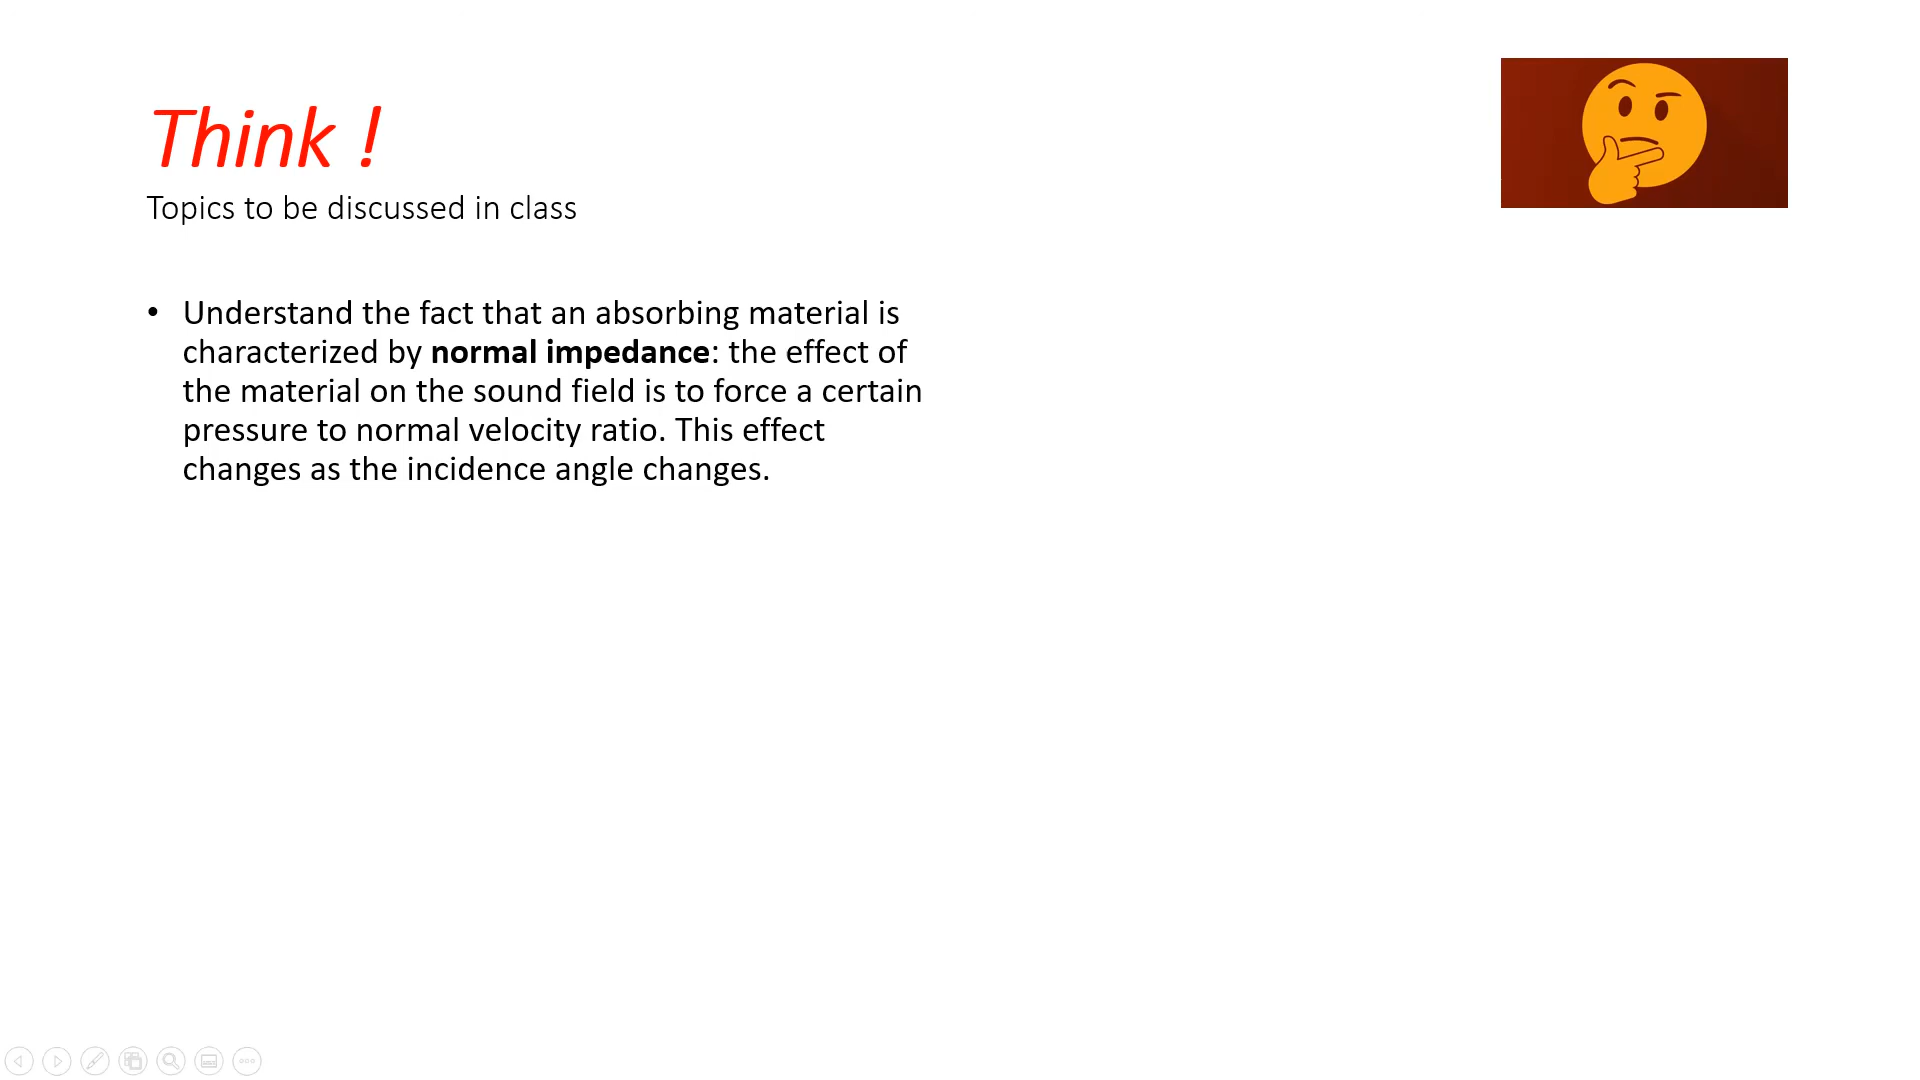 Think !
Topics to be discussed in class
• Understand the fact that an absorbing material is
characterized by normal impedance: the effect of
the material on the sound field is to force a certain
pressure to normal velocity ratio. This effect
changes as the incidence angle changes.